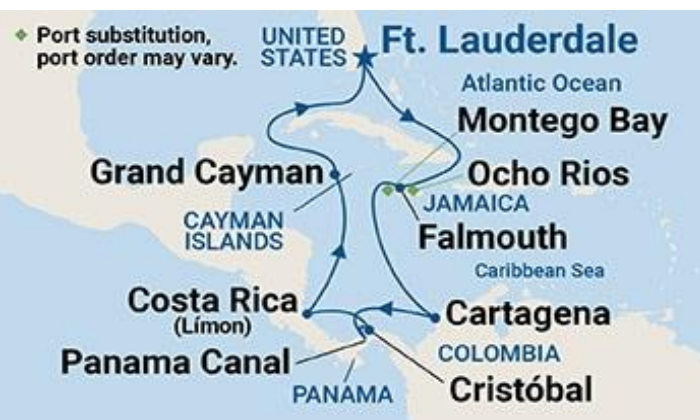 Port substitution,
port order may vary.
UNITED
STATES
Ft. Lauderdale
Atlantic Ocean
Montego Bay
Grand Cayman
Ocho Rios
CAYMAN
ISLANDS
JAMAICA
Falmouth
Caribbean Sea
Costa Rica
(Límon)
Cartagena
Panama Canal
COLOMBIA
PANAMA
Cristóbal